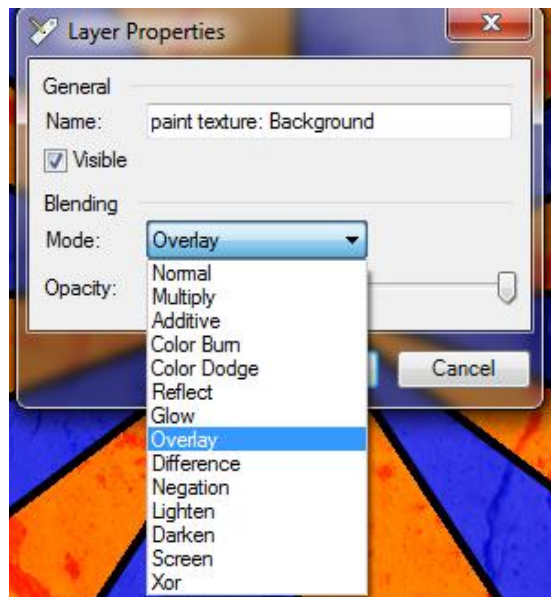 Layer Properties
General
Name: paint texture: Background
Visible
Blending
Mode: Overlay
Opacity:
Normal
Multiply
Additive
Color Burn
Color Dodge
Reflect
Glow
Overlay
Difference
Negation
Lighten
Darken
Screen
Xor
Cancel